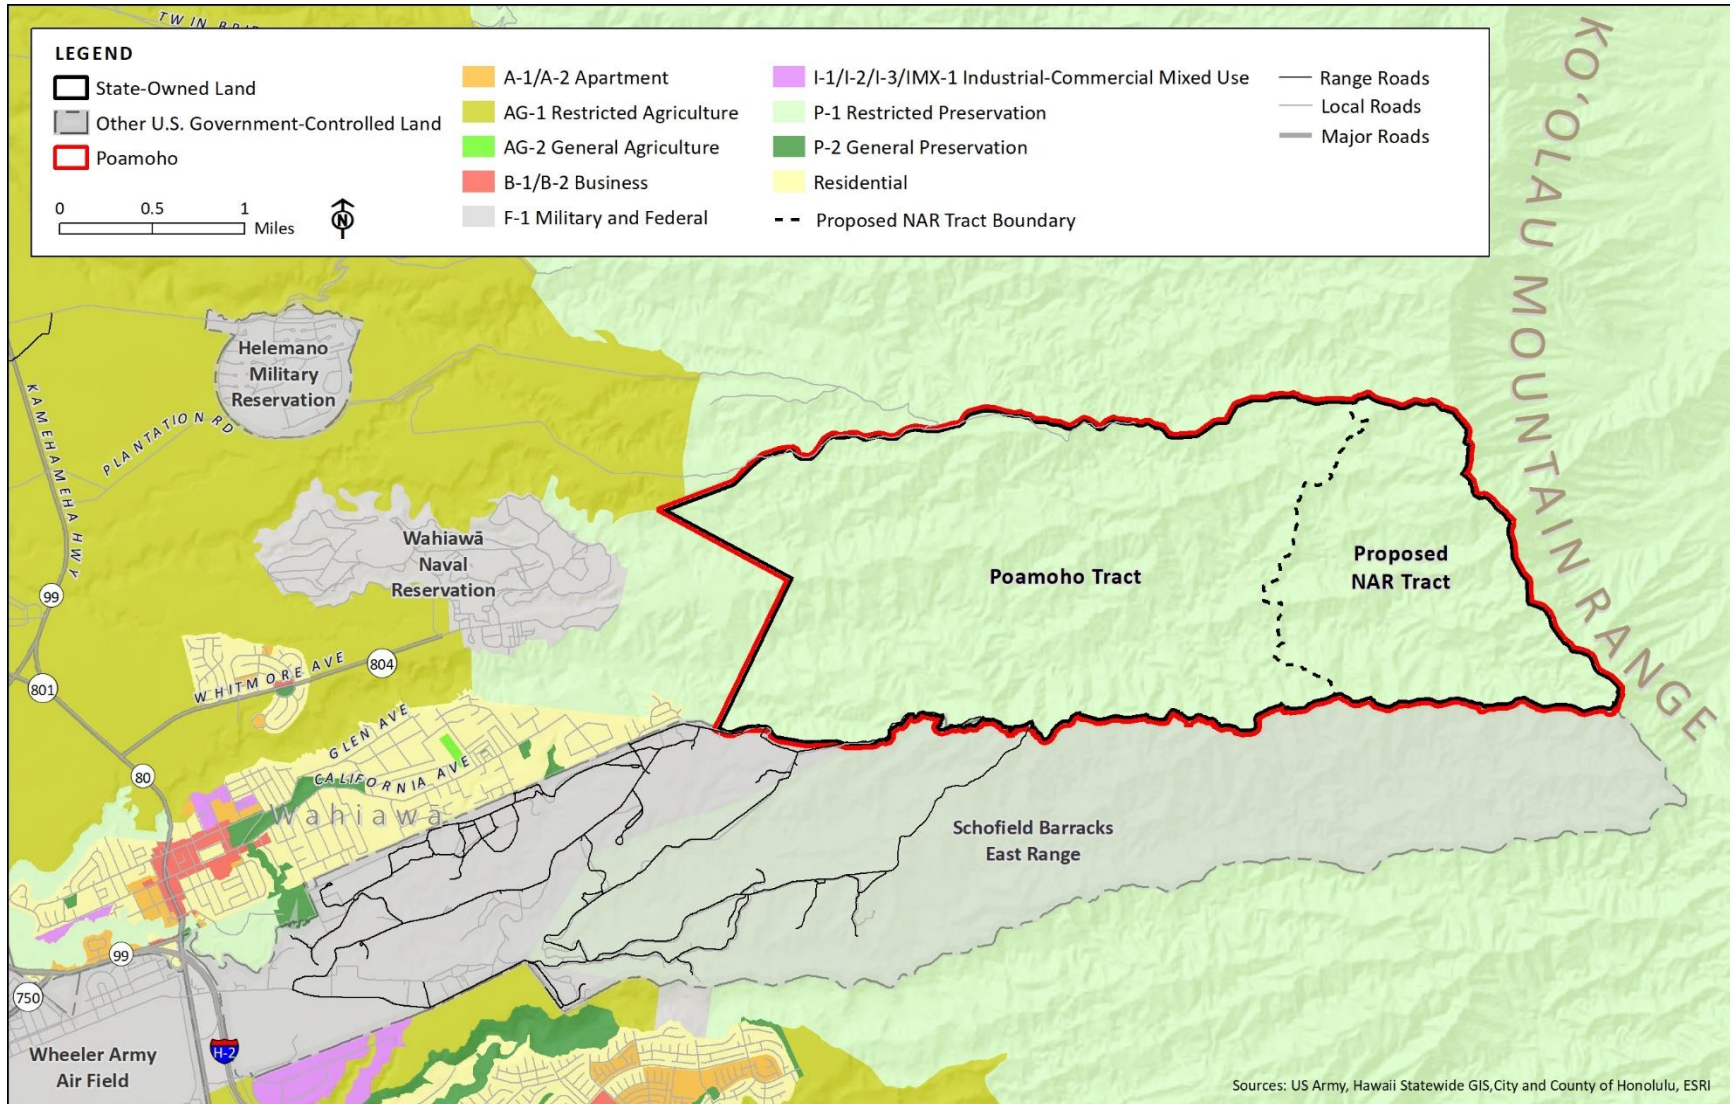 TWIN BRI
LEGEND
State-Owned Land
Other U.S. Government-Controlled Land
Poamoho
0 0.5 1
Miles
N
A-1/A-2 Apartment
AG-1 Restricted Agriculture
AG-2 General Agriculture
B-1/B-2 Business
F-1 Military and Federal
I-1/I-2/I-3/IMX-1 Industrial-Commercial Mixed Use
P-1 Restricted Preservation
P-2 General Preservation
Residential
Proposed NAR Tract Boundary
Range Roads
Local Roads
Major Roads
KO‘OLAU MOUNTAIN RANGE
Helemano
Military
Reservation
KAMEHAMEHA HWY
PLANTATION RD
Wahiawā
Naval
Reservation
Poamoho Tract
Proposed
NAR Tract
99
801
WHITMORE AVE
804
GLEN AVE
CALIFORNIA AVE
80
Wahiawā
Schofield Barracks
East Range
99
750
H-2
Wheeler Army
Air Field
Sources: US Army, Hawaii Statewide GIS,City and County of Honolulu, ESRI